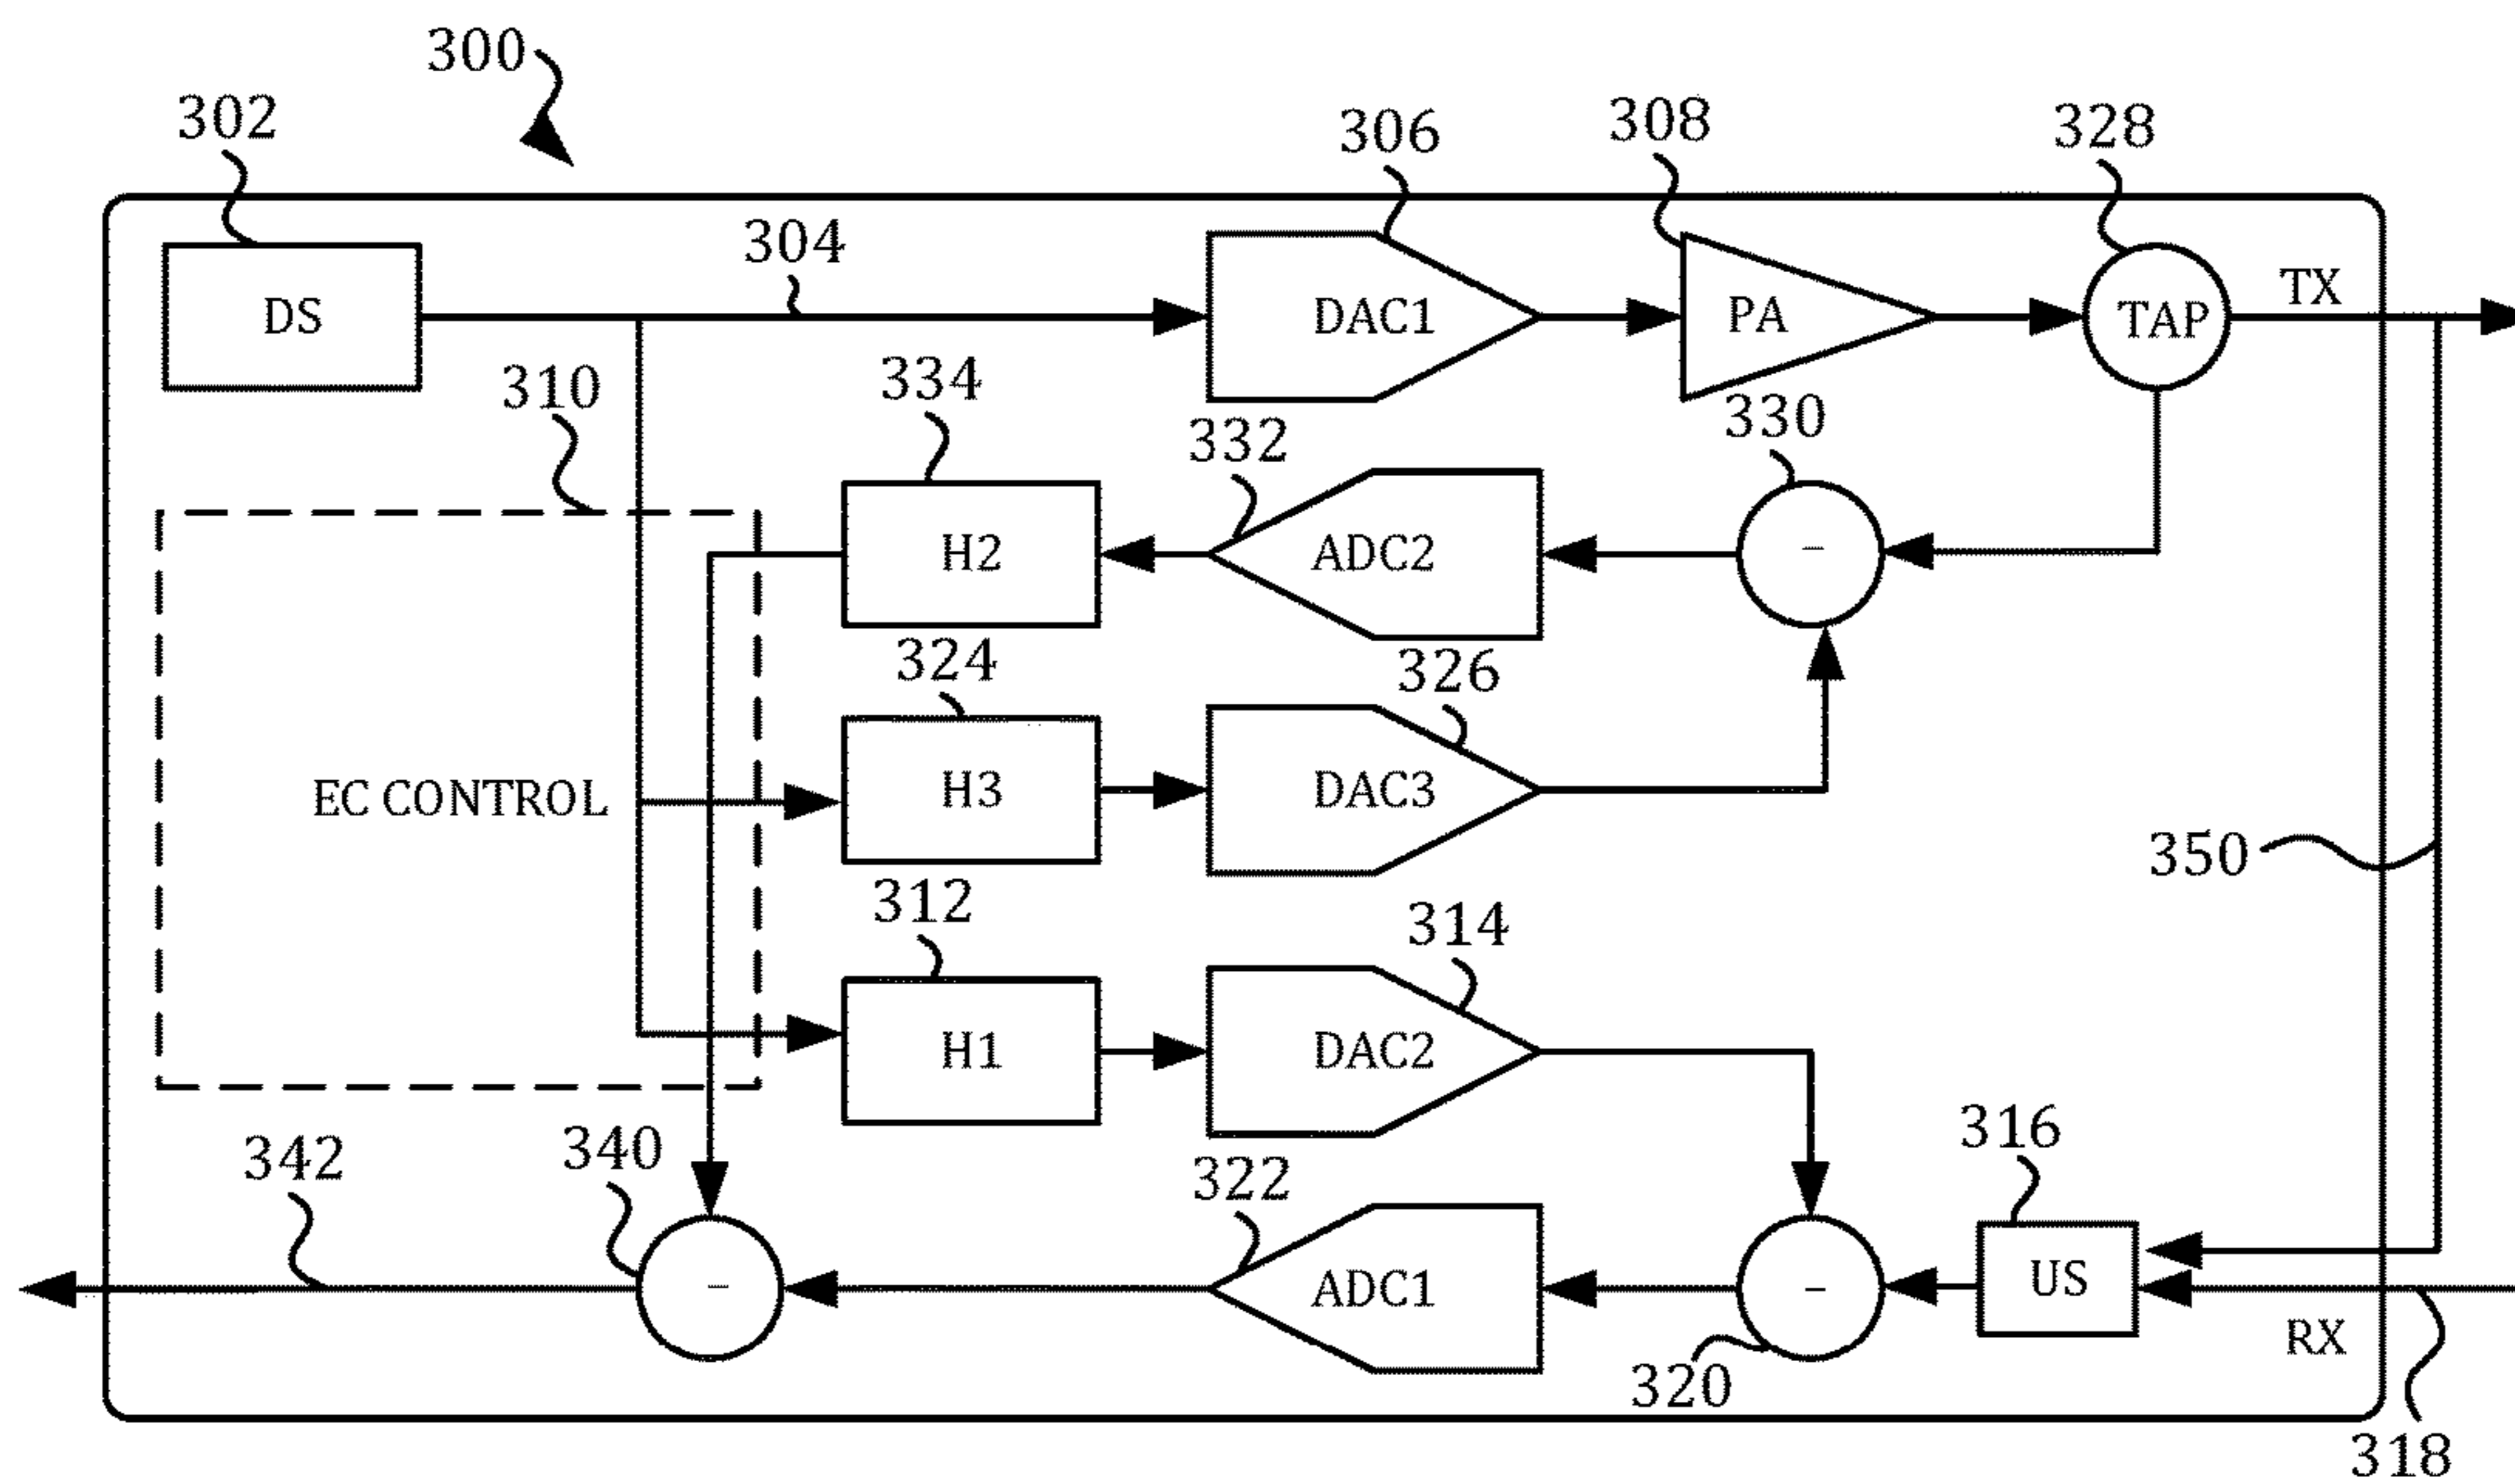 300
302
306
308
328
304
TX
DS
DAC1
PA
TAP
310
334
332
330
H2
ADC2
–
324
326
EC CONTROL
H3
DAC3
350
312
314
H1
DAC2
316
342
340
322
–
ADC1
–
US
RX
320
318